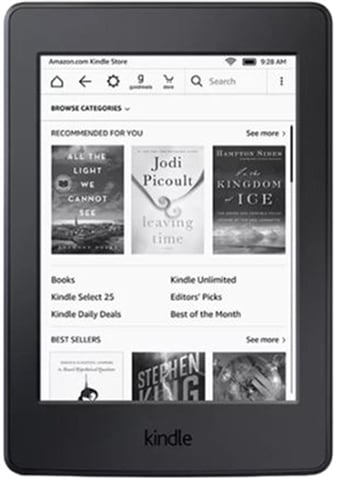 Amazon.com Kindle Store 9:28 AM
goodreads store Search
BROWSE CATEGORIES
RECOMMENDED FOR YOU See more
ALL THE
LIGHT
WE
CANNOT
SEE
ANTHONY DOERR
Jodi
Picoult
leaving
time
HAMPTON SIDES
In the
KINGDOM
of ICE
Books Kindle Unlimited
Kindle Select 25 Editors' Picks
Kindle Daily Deals Best of the Month
BEST SELLERS See more
STEPHEN
KING
kindle